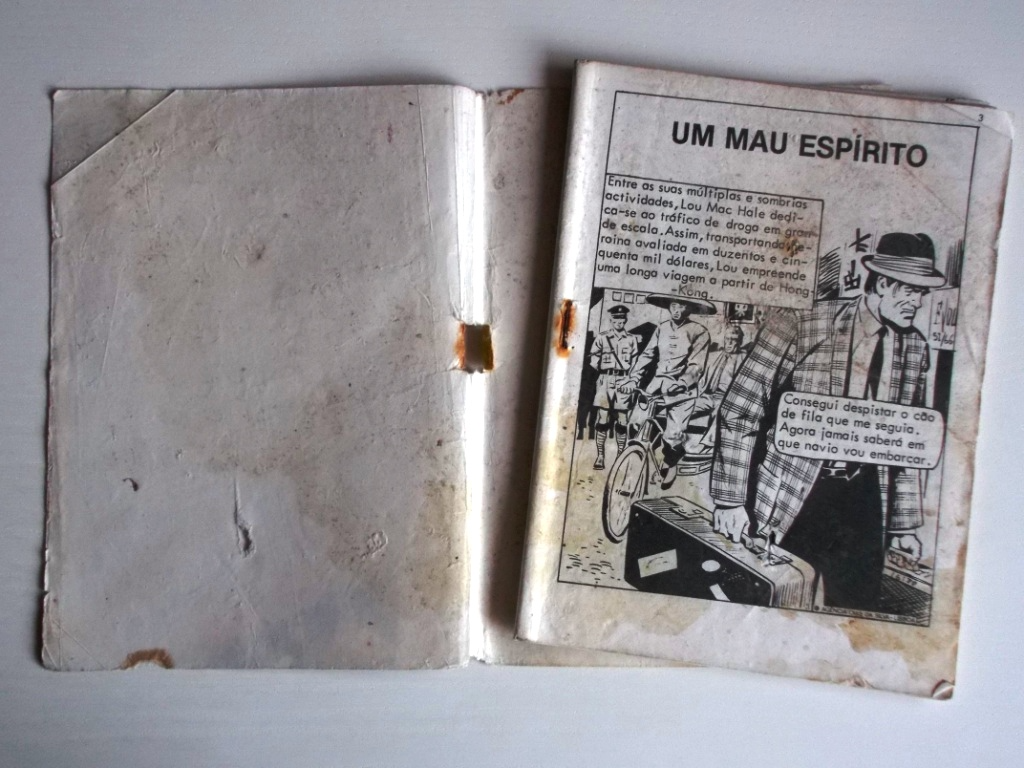 3
UM MAU ESPÍRITO
Entre as suas múltiplas e sombrias
actividades, Lou Mac Hale dedi-
ca-se ao tráfico de droga em gran-
de escala. Assim, transportando he-
roína avaliada em duzentos e cin-
quenta mil dólares, Lou empreende
uma longa viagem a partir de Hong
-Kong.
Consegui despistar o cão
de fila que me seguia.
Agora jamais saberá em
que navio vou embarcar.